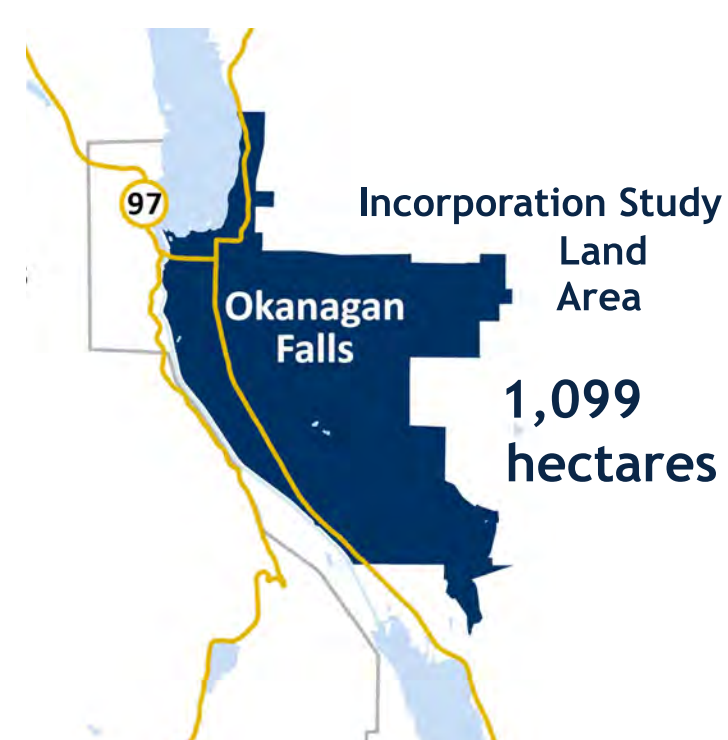 97
Incorporation Study
Land
Area
Okanagan
Falls
1,099
hectares